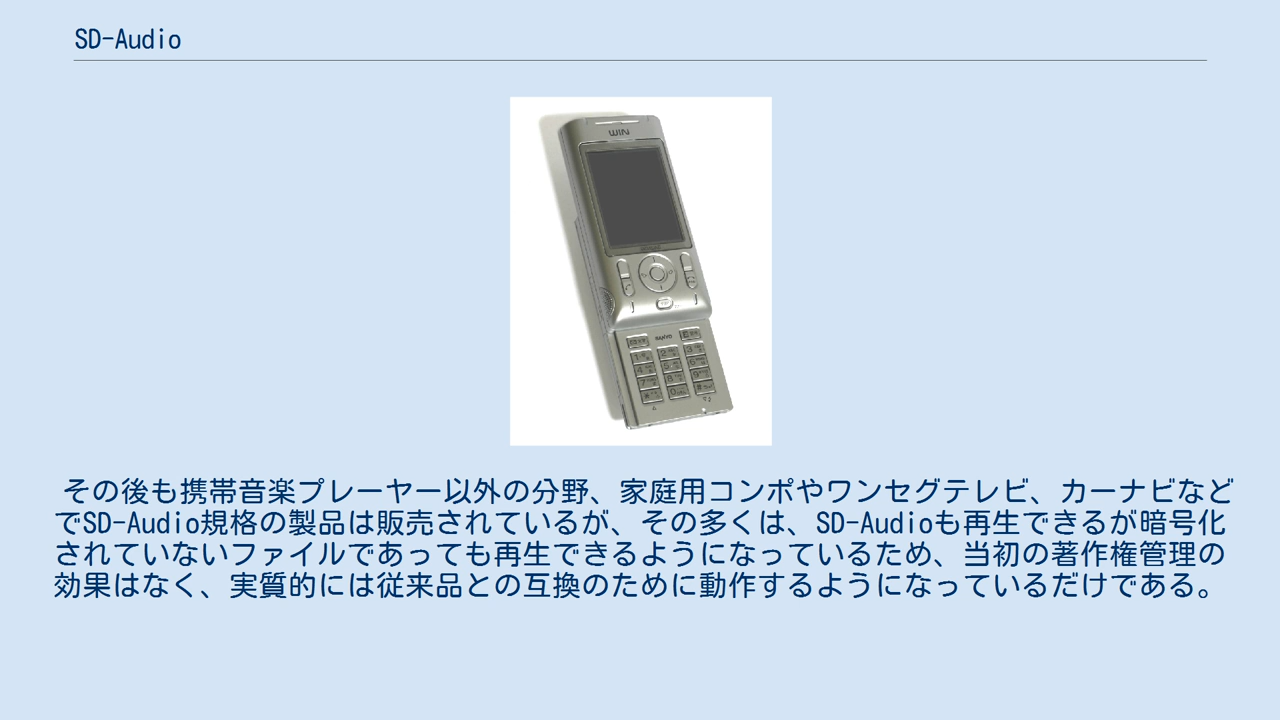 SD-Audio
WIN
SANYO
その後も携帯音楽プレーヤー以外の分野、家庭用コンポやワンセグテレビ、カーナビなど
でSD-Audio規格の製品は販売されているが、その多くは、SD-Audioも再生できるが暗号化
されていないファイルであっても再生できるようになっているため、当初の著作権管理の
効果はなく、実質的には従来品との互換のために動作するようになっているだけである。